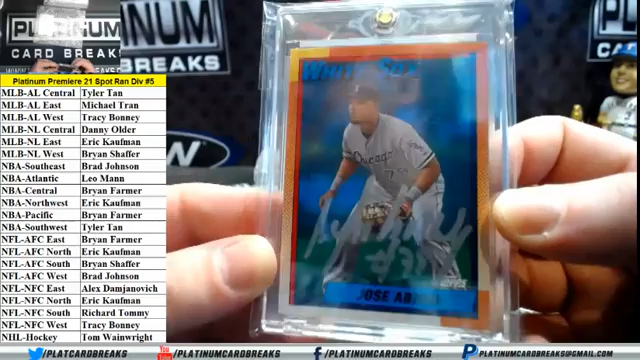 PLATINUM
CARD BREAKS
Platinum Premiere 21 Spot Ran Div #5
MLB-AL Central Tyler Tan
MLB-AL East Michael Tran
MLB-AL West Tracy Bonney
MLB-NL Central Danny Older
MLB-NL East Eric Kaufman
MLB-NL West Bryan Shaffer
NBA-Southeast Brad Johnson
NBA-Atlantic Leo Mann
NBA-Central Bryan Farmer
NBA-Northwest Eric Kaufman
NBA-Pacific Bryan Farmer
NBA-Southwest Tyler Tan
NFL-AFC East Bryan Farmer
NFL-AFC North Eric Kaufman
NFL-AFC South Bryan Shaffer
NFL-AFC West Brad Johnson
NFL-NFC East Alex Damjanovich
NFL-NFC North Eric Kaufman
NFL-NFC South Richard Tommy
NFL-NFC West Tracy Bonney
NHL-Hockey Tom Wainwright
WHITE SOX
Chicago
JOSE
/PLATCARDBREAKS
You Tube
/PLATINUMCARDBREAKS
/PLATINUMCARDBREAKS
PLATINUMCARDBREAKS@GMAIL.COM